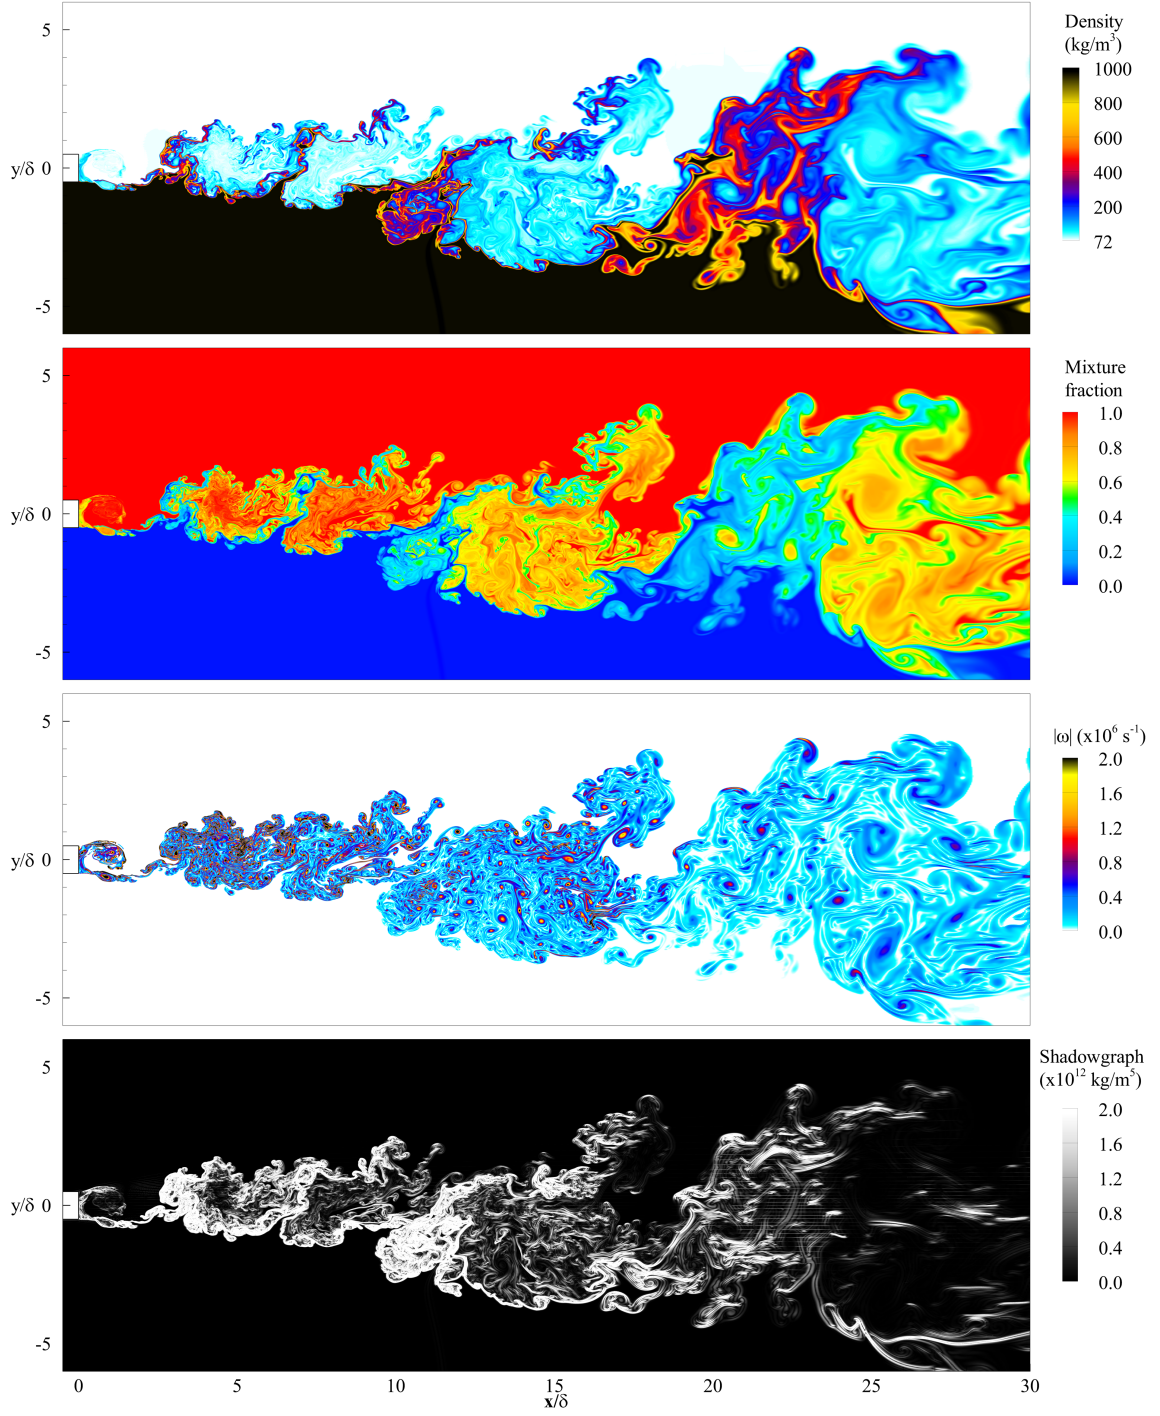 Density
(kg/m³)
5
y/δ 0
-5
1000
800
600
400
200
72
Mixture
fraction
5
y/δ 0
-5
1.0
0.8
0.6
0.4
0.2
0.0
|ω| (x10⁶ s⁻¹)
5
y/δ 0
-5
2.0
1.6
1.2
0.8
0.4
0.0
Shadowgraph
(x10¹² kg/m⁵)
5
y/δ 0
-5
2.0
1.6
1.2
0.8
0.4
0.0
0 5 10 15 20 25 30
x/δ